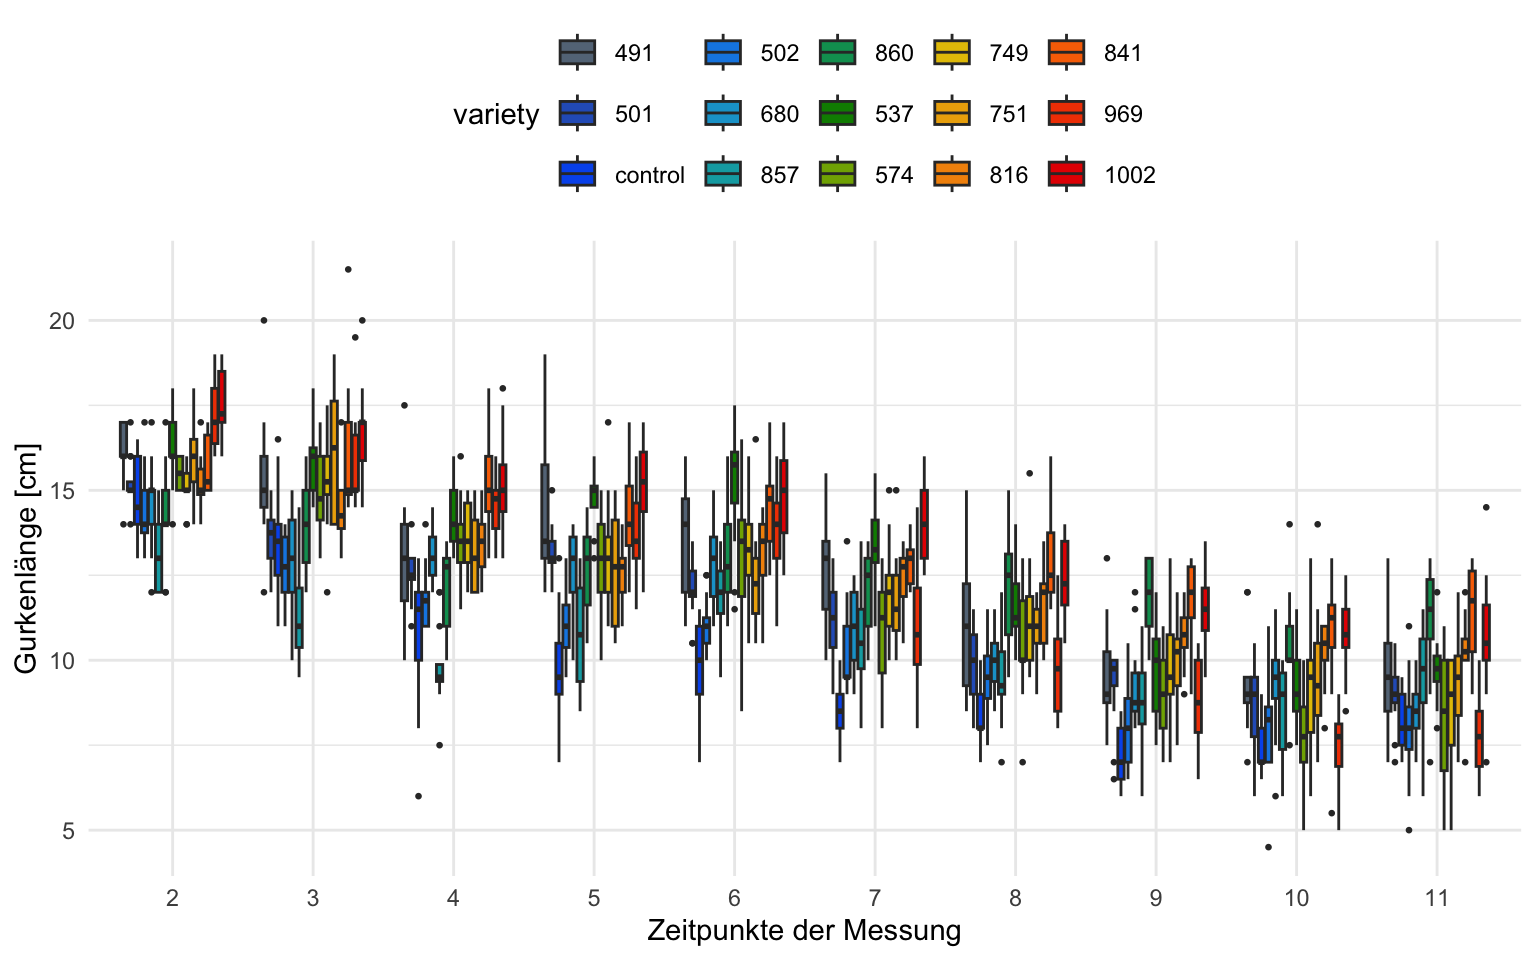 491 502 860 749 841
variety 501 680 537 751 969
control 857 574 816 1002
Gurkenlänge [cm]
20
15
10
5
2 3 4 5 6 7 8 9 10 11
Zeitpunkte der Messung